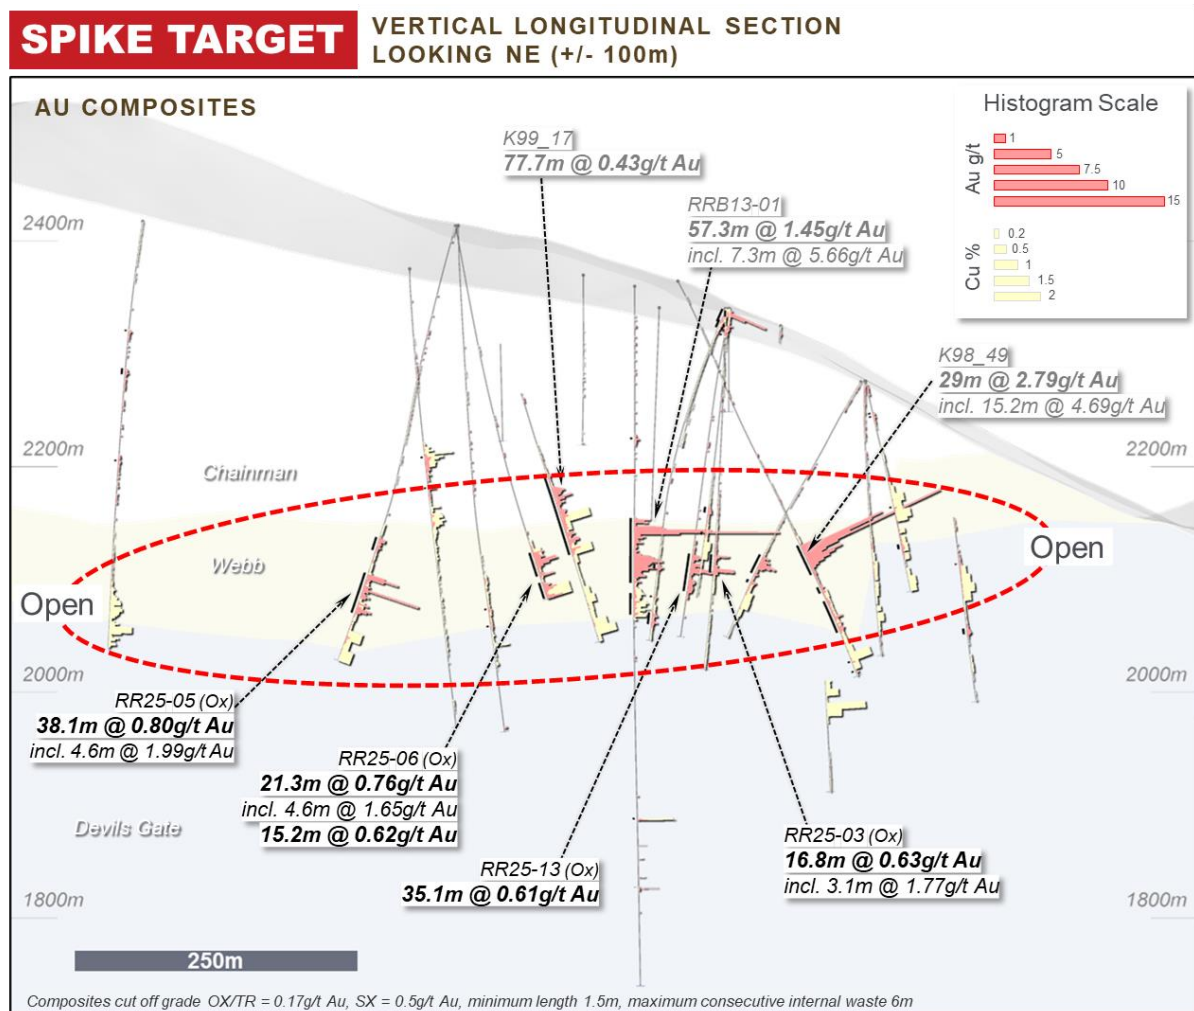 SPIKE TARGET
VERTICAL LONGITUDINAL SECTION
LOOKING NE (+/- 100m)
AU COMPOSITES
Histogram Scale
Au g/t
1
5
7.5
10
15
Cu %
0.2
0.5
1
1.5
2
K99_17
77.7m @ 0.43g/t Au
RRB13-01
57.3m @ 1.45g/t Au
incl. 7.3m @ 5.66g/t Au
K98_49
29m @ 2.79g/t Au
incl. 15.2m @ 4.69g/t Au
2400m
2200m
2200m
Chainman
Webb
Open
Open
2000m
2000m
RR25-05 (Ox)
38.1m @ 0.80g/t Au
incl. 4.6m @ 1.99g/t Au
RR25-06 (Ox)
21.3m @ 0.76g/t Au
incl. 4.6m @ 1.65g/t Au
15.2m @ 0.62g/t Au
Devils Gate
RR25-13 (Ox)
35.1m @ 0.61g/t Au
RR25-03 (Ox)
16.8m @ 0.63g/t Au
incl. 3.1m @ 1.77g/t Au
1800m
1800m
250m
Composites cut off grade OX/TR = 0.17g/t Au, SX = 0.5g/t Au, minimum length 1.5m, maximum consecutive internal waste 6m